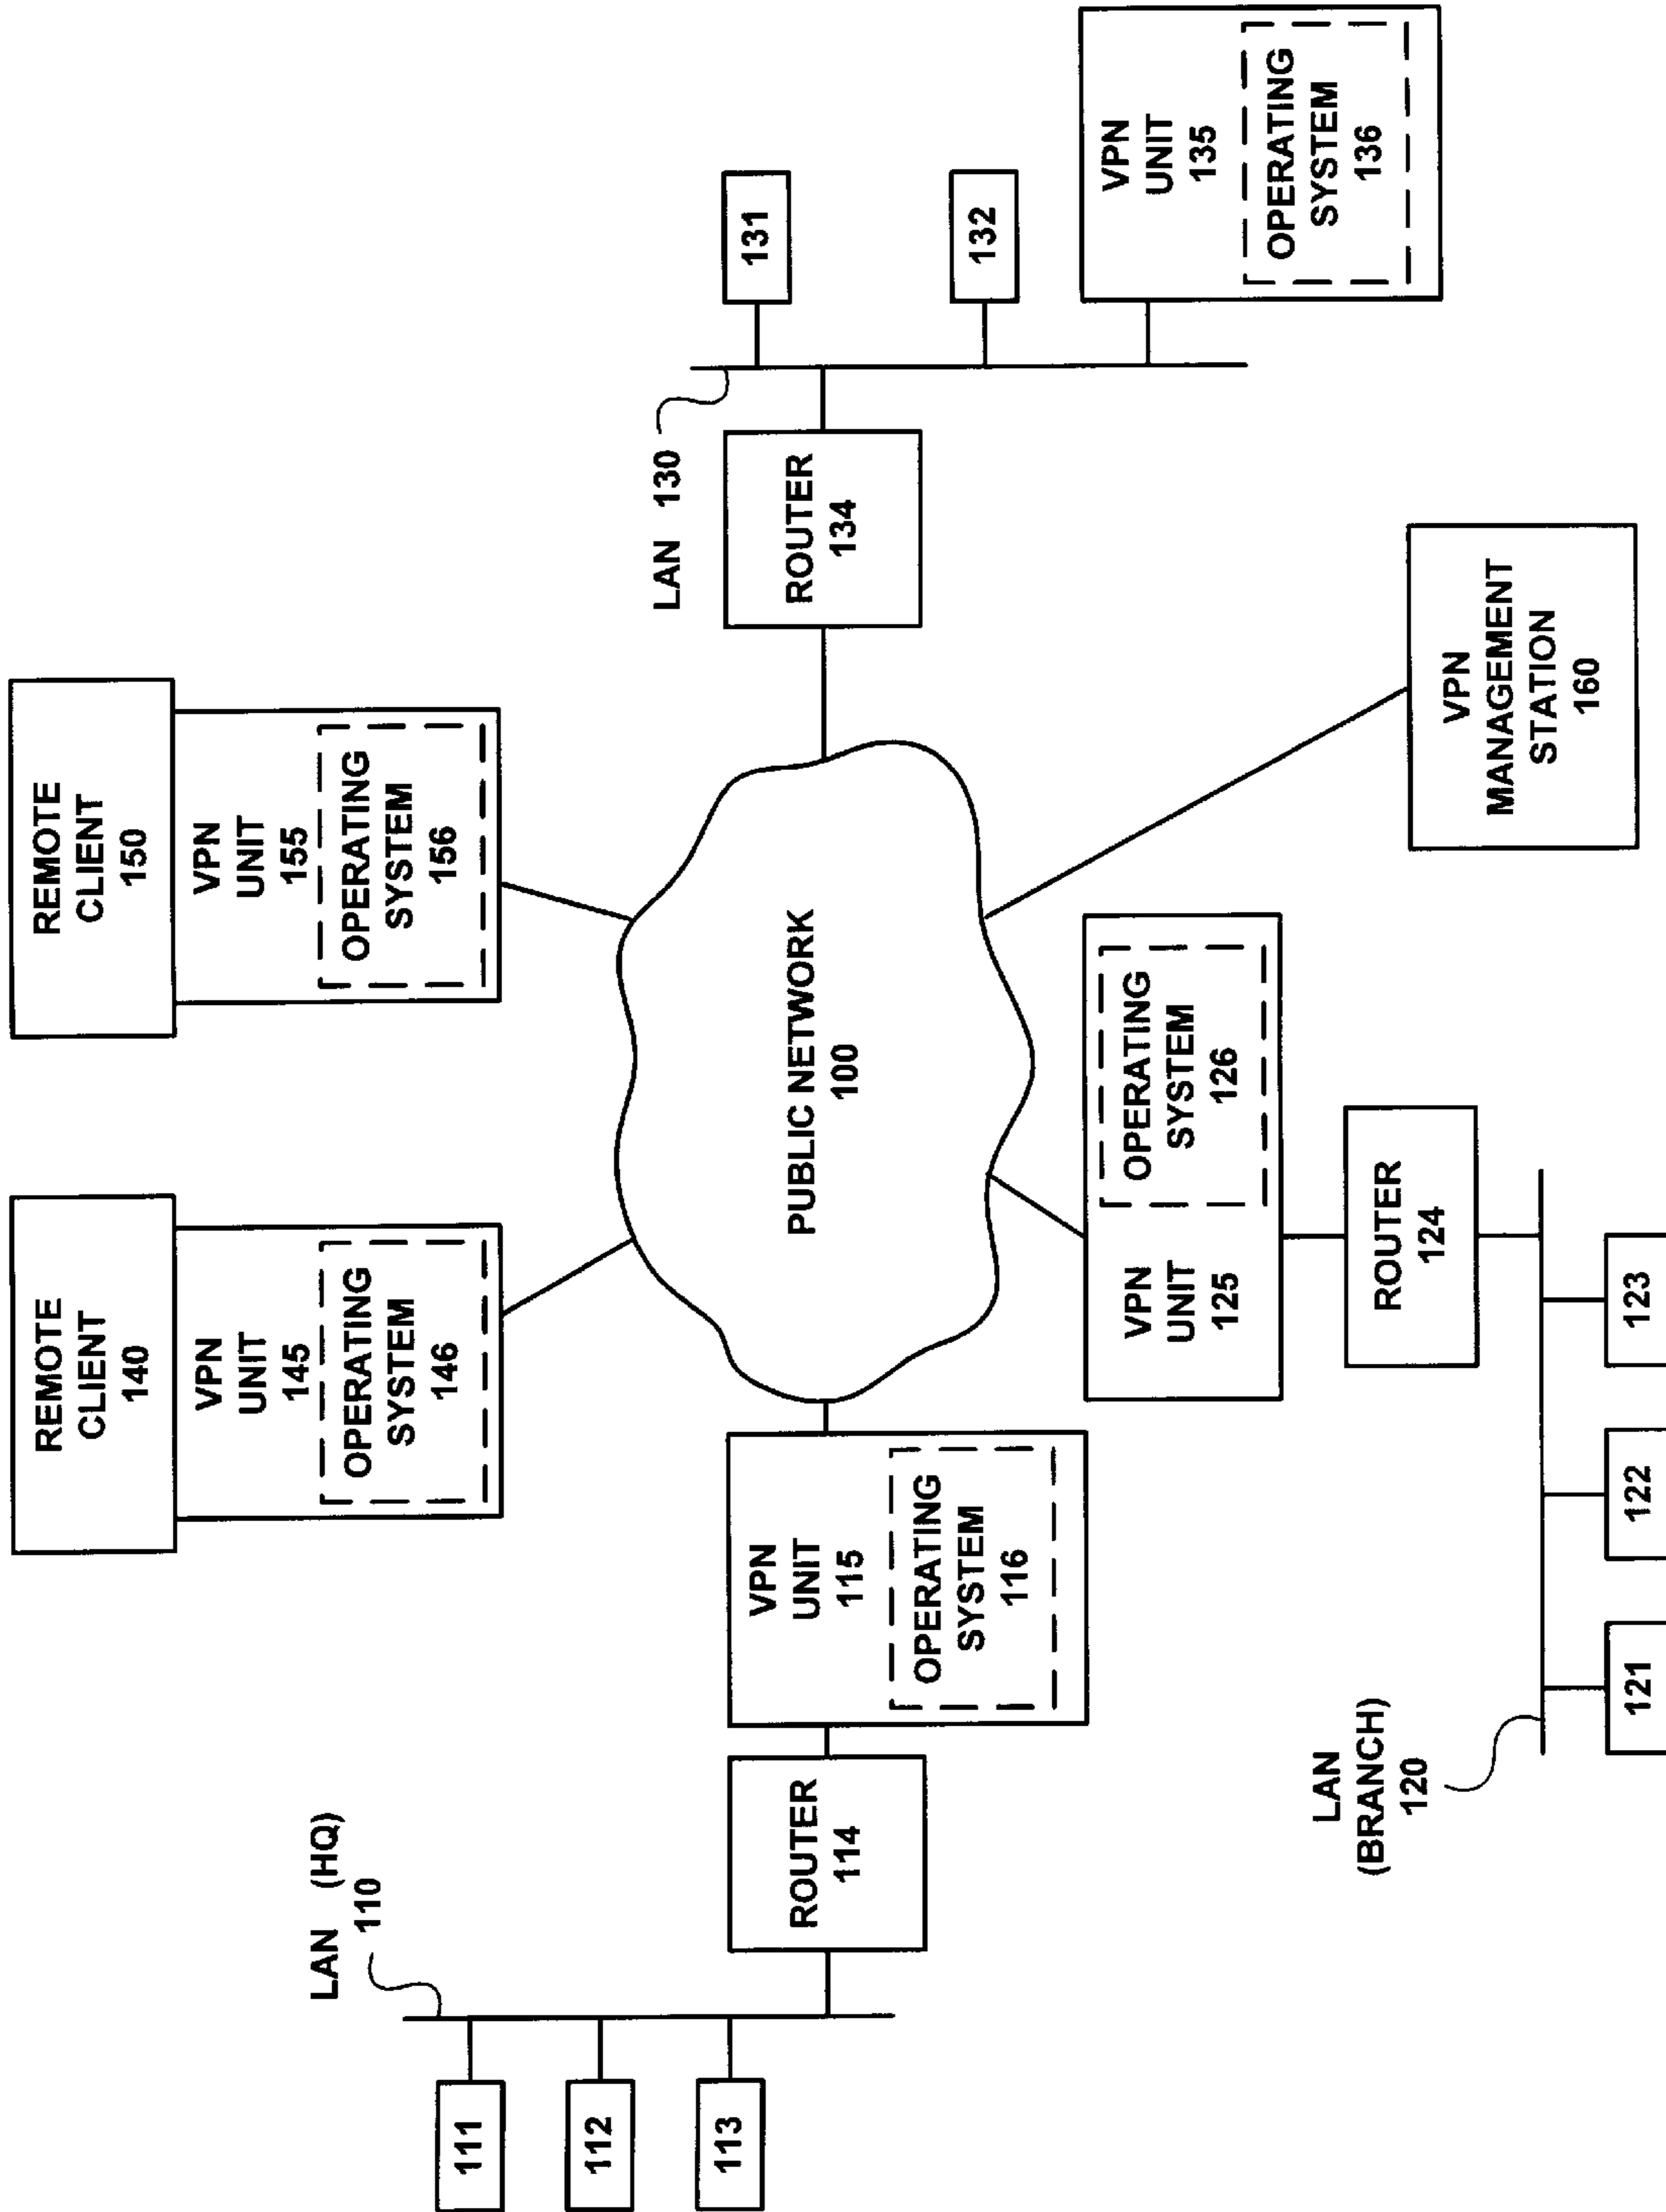 REMOTE
CLIENT
140
VPN
UNIT
145
OPERATING
SYSTEM
146
REMOTE
CLIENT
150
VPN
UNIT
155
OPERATING
SYSTEM
156
LAN (HQ)
110
111
112
113
ROUTER
114
VPN
UNIT
115
OPERATING
SYSTEM
116
PUBLIC NETWORK
100
LAN 130
ROUTER
134
131
132
VPN
UNIT
135
OPERATING
SYSTEM
136
VPN
UNIT
125
OPERATING
SYSTEM
126
ROUTER
124
LAN
(BRANCH)
120
121
122
123
VPN
MANAGEMENT
STATION
160